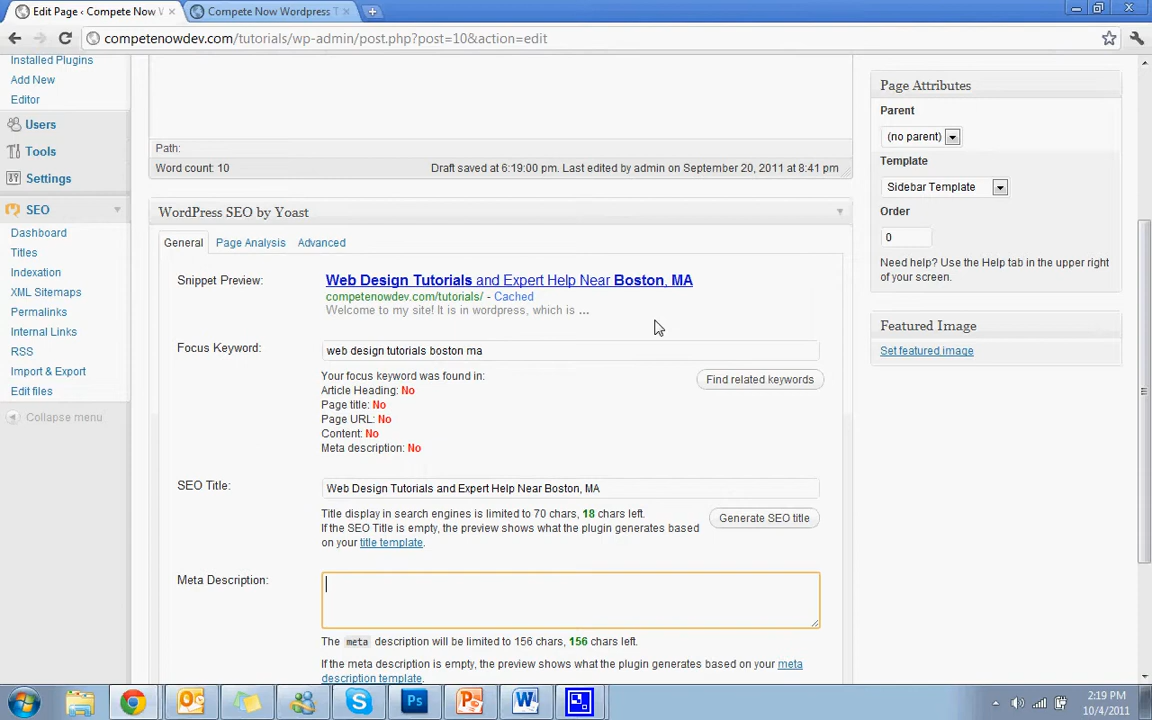 Edit Page ‹ Compete Now W
Compete Now Wordpress T
competenowdev.com/tutorials/wp-admin/post.php?post=10&action=edit
Installed Plugins
Add New
Editor
Users
Tools
Settings
SEO
Dashboard
Titles
Indexation
XML Sitemaps
Permalinks
Internal Links
RSS
Import & Export
Edit files
Collapse menu
Path:
Word count: 10
Draft saved at 6:19:00 pm. Last edited by admin on September 20, 2011 at 8:41 pm
WordPress SEO by Yoast
General
Page Analysis
Advanced
Snippet Preview:
Web Design Tutorials and Expert Help Near Boston, MA
competenowdev.com/tutorials/ - Cached
Welcome to my site! It is in wordpress, which is ...
Focus Keyword:
web design tutorials boston ma
Your focus keyword was found in:
Find related keywords
Article Heading: No
Page title: No
Page URL: No
Content: No
Meta description: No
SEO Title:
Web Design Tutorials and Expert Help Near Boston, MA
Title display in search engines is limited to 70 chars, 18 chars left.
If the SEO Title is empty, the preview shows what the plugin generates based
on your title template.
Generate SEO title
Meta Description:
The meta description will be limited to 156 chars, 156 chars left.
If the meta description is empty, the preview shows what the plugin generates based on your meta
description template.
Page Attributes
Parent
(no parent)
Template
Sidebar Template
Order
0
Need help? Use the Help tab in the upper right
of your screen.
Featured Image
Set featured image
Ps
2:19 PM
10/4/2011